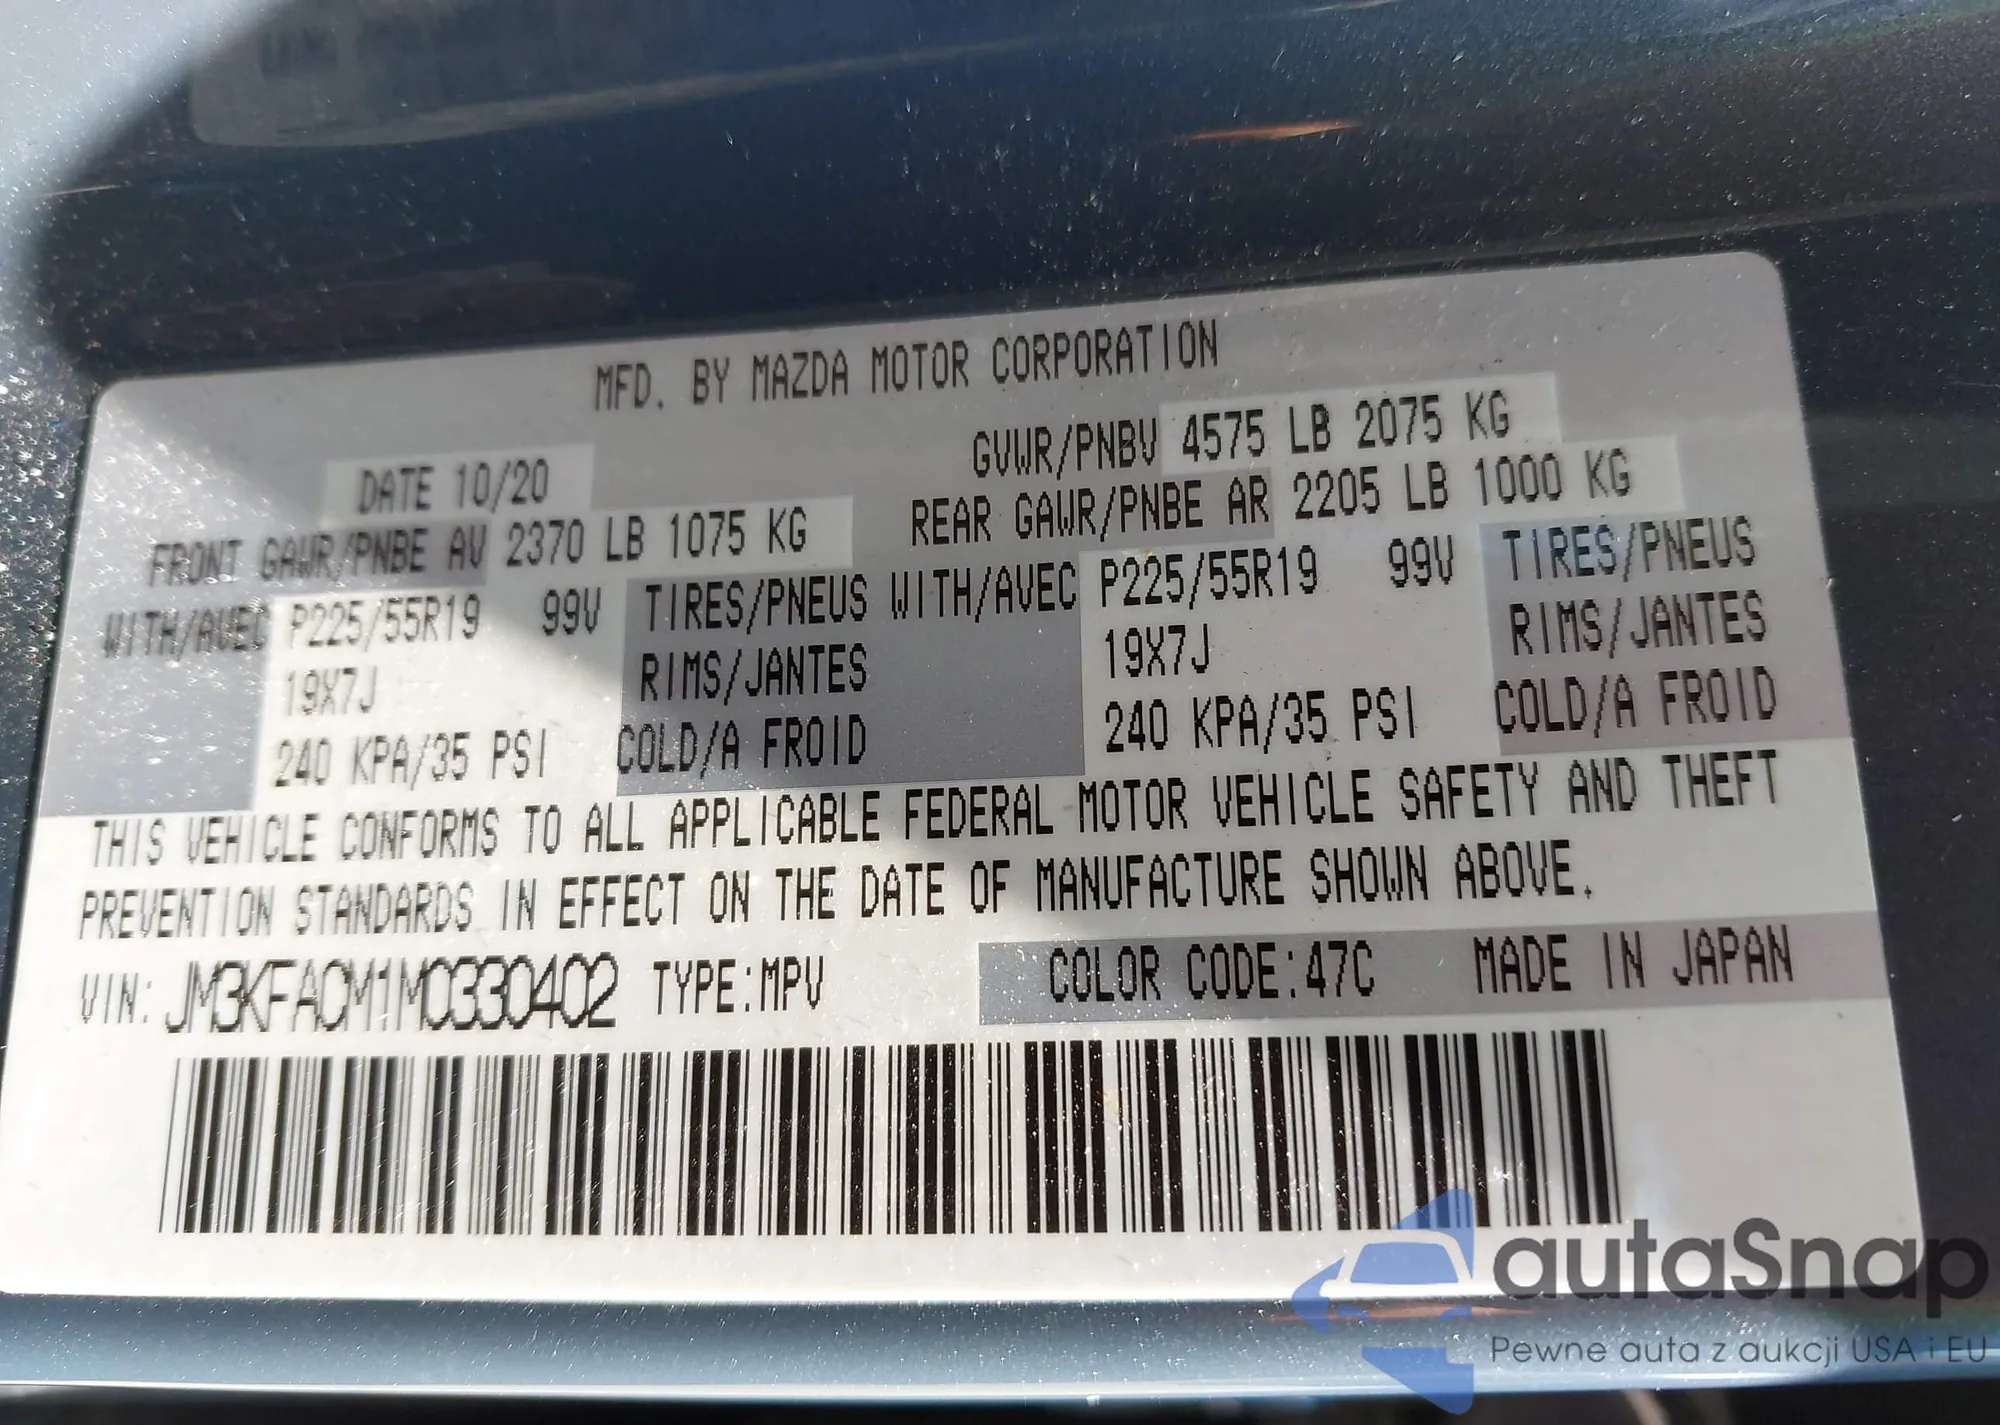 MFD. BY MAZDA MOTOR CORPORATION
DATE 10/20 GVWR/PNBV 4575 LB 2075 KG
FRONT GAWR/PNBE AV 2370 LB 1075 KG REAR GAWR/PNBE AR 2205 LB 1000 KG
WITH/AVEC P225/55R19 99V TIRES/PNEUS WITH/AVEC P225/55R19 99V TIRES/PNEUS
19X7J RIMS/JANTES 19X7J RIMS/JANTES
240 KPA/35 PSI COLD/A FROID 240 KPA/35 PSI COLD/A FROID
THIS VEHICLE CONFORMS TO ALL APPLICABLE FEDERAL MOTOR VEHICLE SAFETY AND THEFT
PREVENTION STANDARDS IN EFFECT ON THE DATE OF MANUFACTURE SHOWN ABOVE.
VIN: JM3KFACM1M0330402 TYPE:MPV COLOR CODE:47C MADE IN JAPAN
autaSnap
Pewne auta z aukcji USA i EU